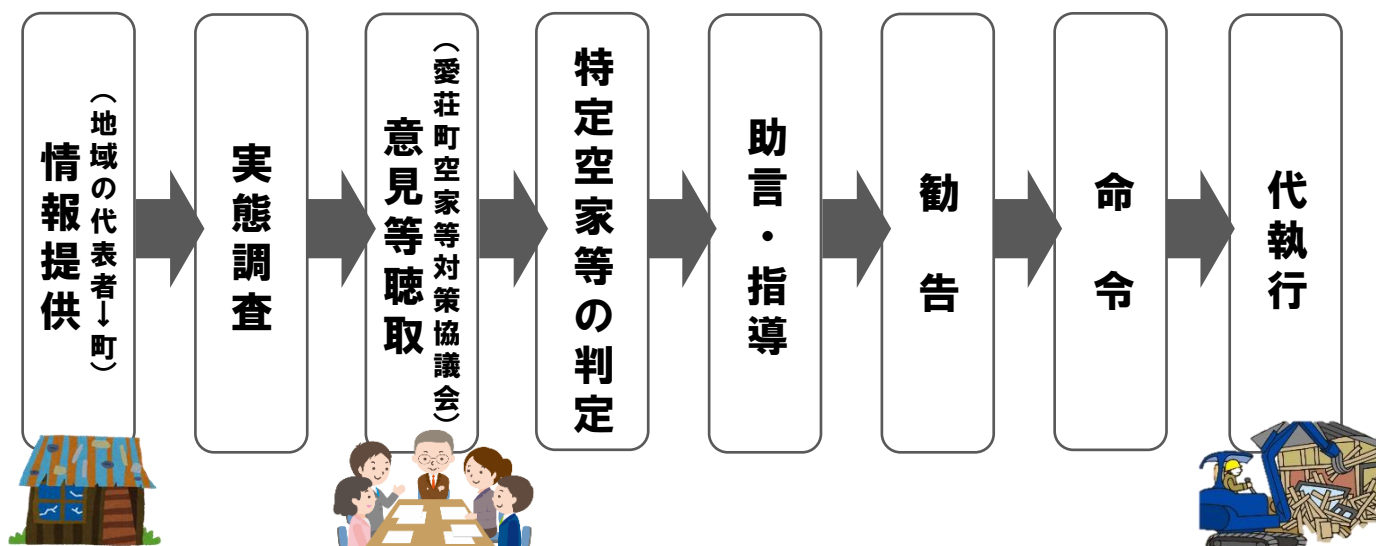 情報提供
（地域の代表者→町）
実態調査
意見等聴取
（愛荘町空家等対策協議会）
特定空家等の判定
助言・指導
勧告
命令
代執行